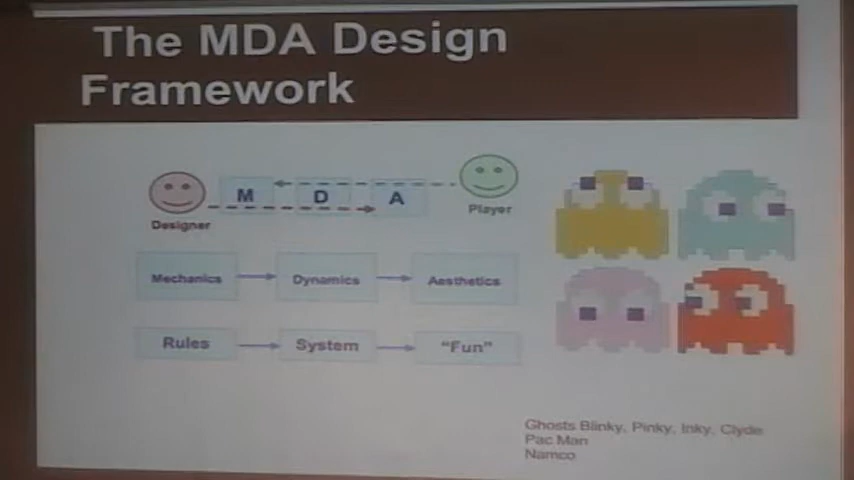 The MDA Design
Framework
M D A
Designer
Player
Mechanics Dynamics Aesthetics
Rules System "Fun"
Ghosts Blinky, Pinky, Inky, Clyde
Pac Man
Namco